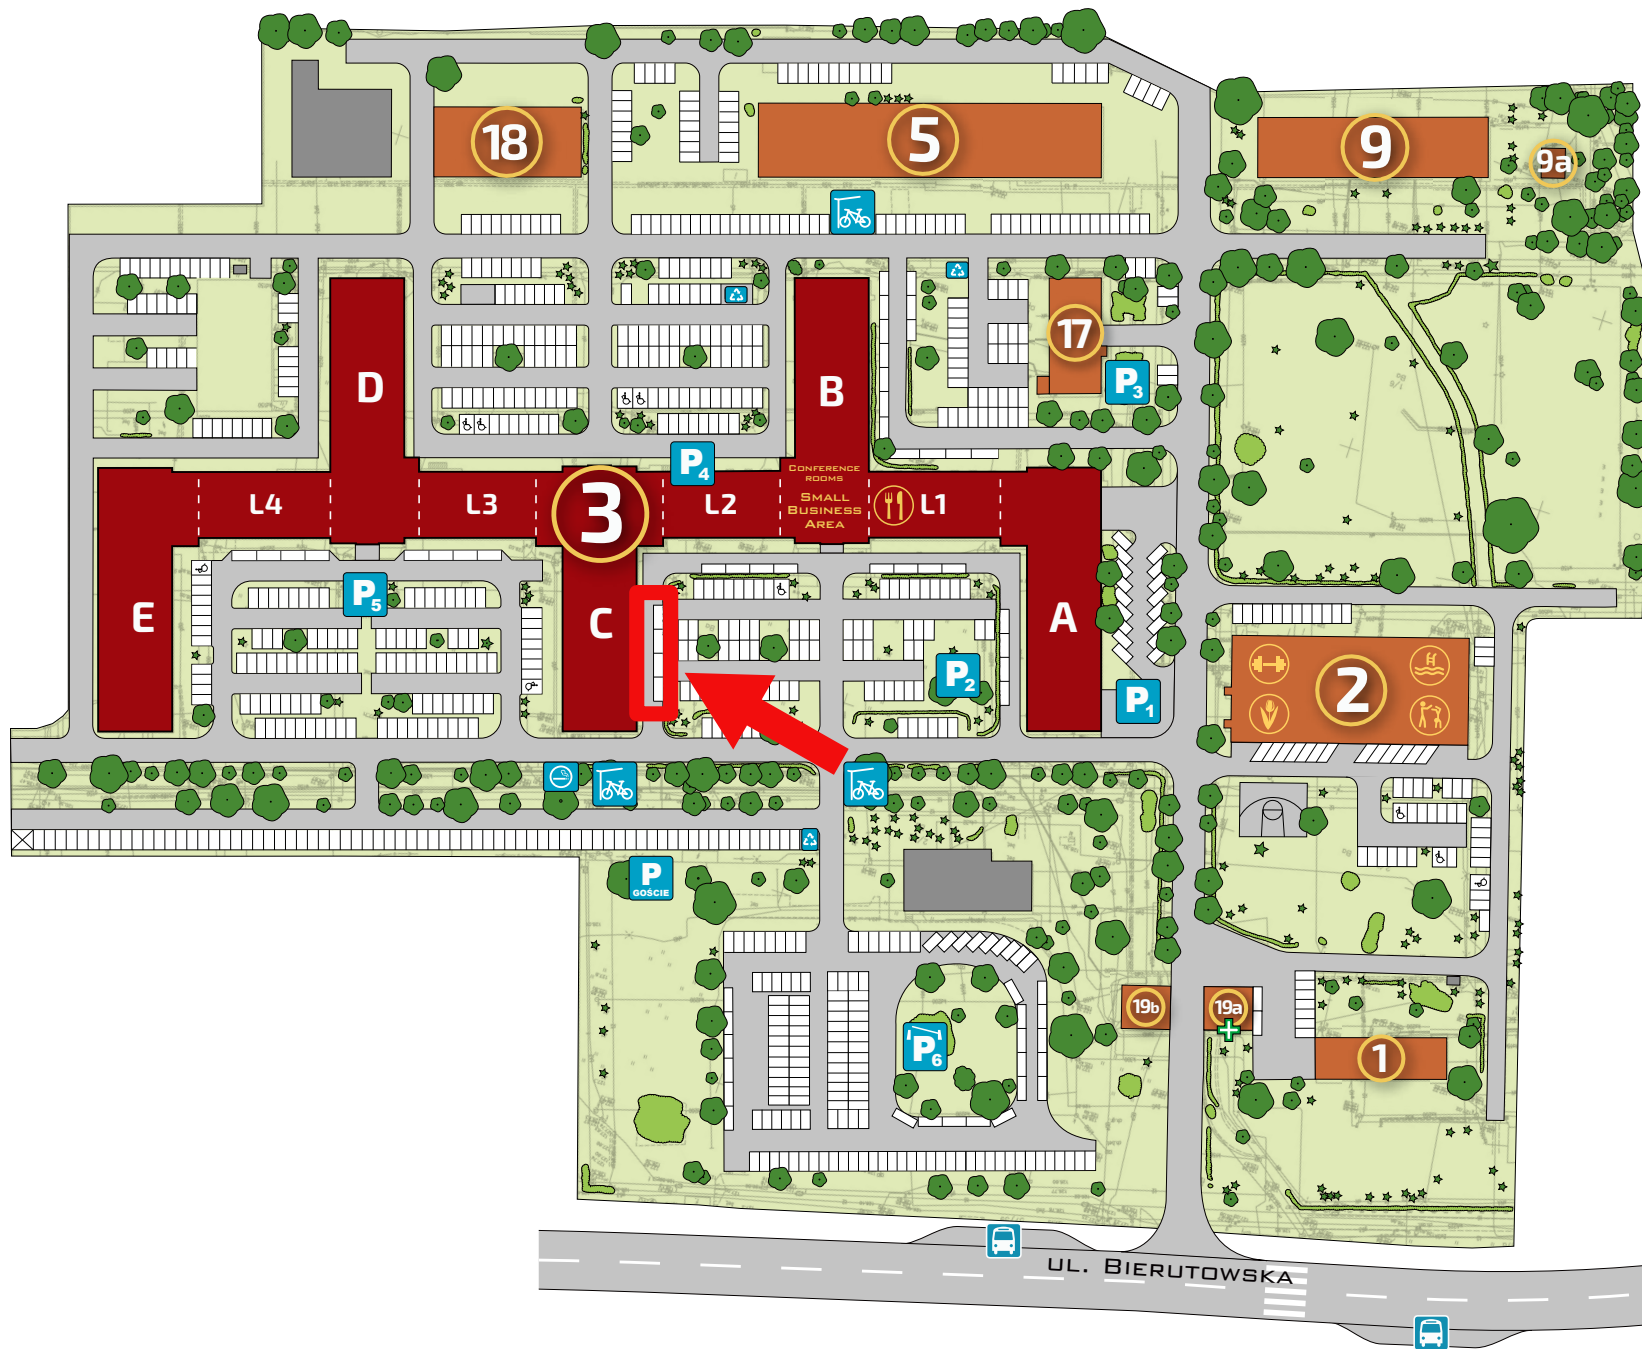 18
5
9
9a
17
P3
D
B
P4
CONFERENCE
ROOMS
SMALL
BUSINESS
AREA
L4
L3
3
L2
L1
E
P5
C
A
P2
P1
2
P
GOŚCIE
P6
19b
19a
1
UL. BIERUTOWSKA